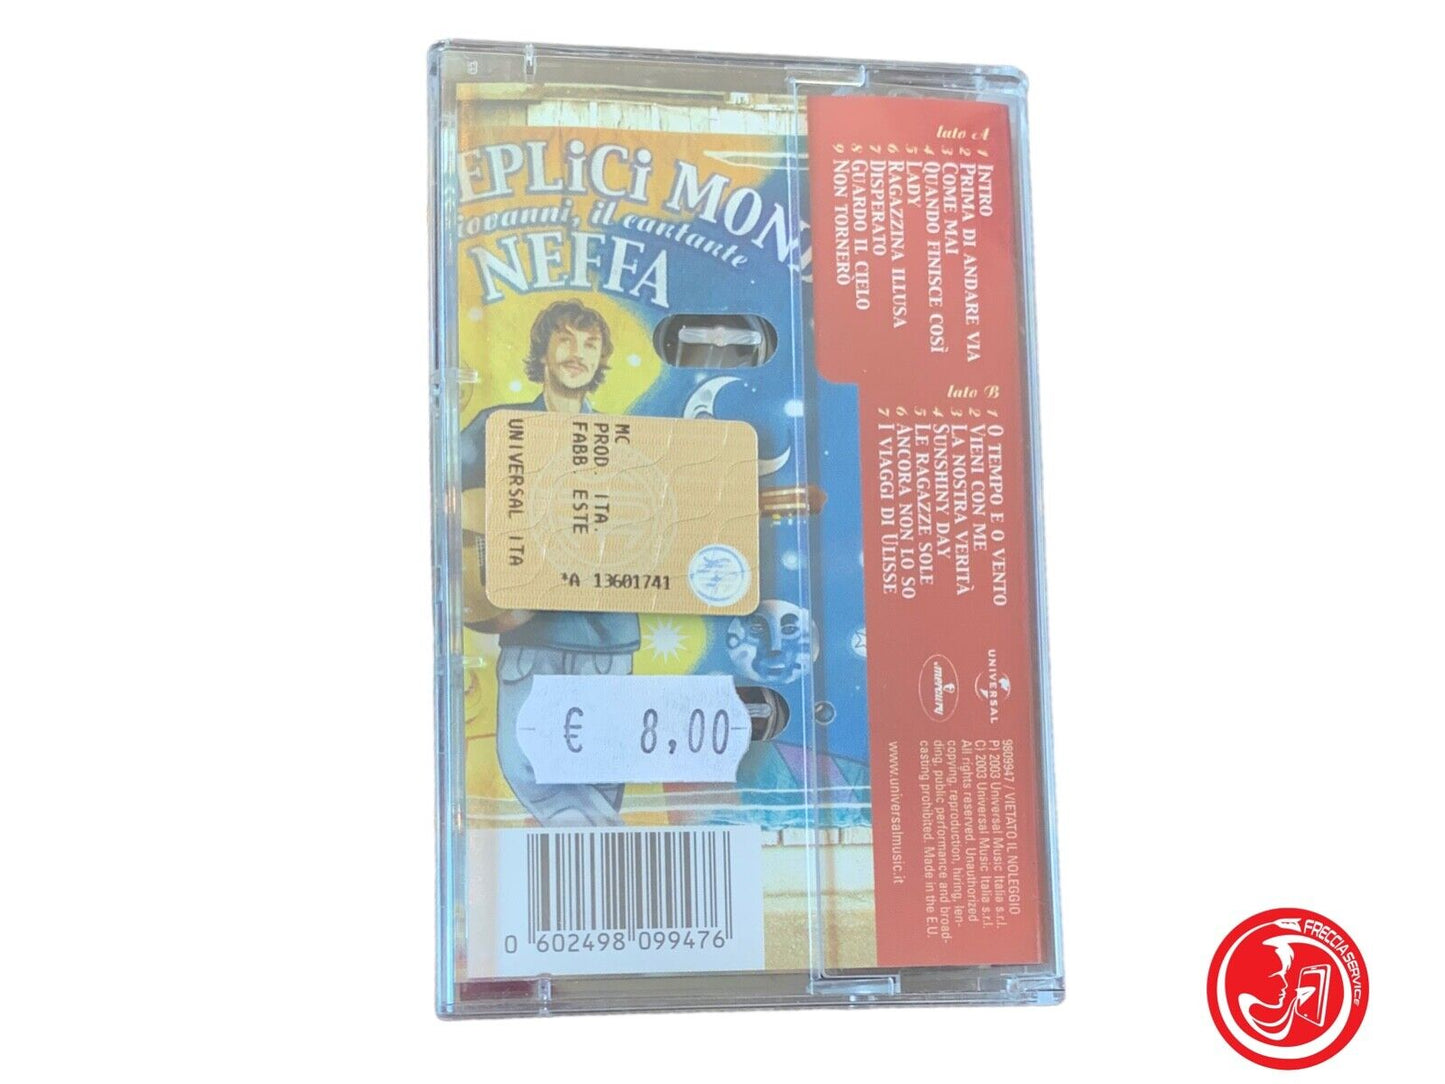 EPLiCi MOND
iovanni, il cantante
NEFFA
lato A
1 INTRO
2 PRIMA DI ANDARE VIA
3 COME MAI
4 QUANDO FINISCE COSÌ
5 LADY
6 RAGAZZINA ILLUSA
7 DISPERATO
8 GUARDO IL CIELO
9 NON TORNERÒ
lato B
1 O TEMPO E O VENTO
2 VIENI CON ME
3 LA NOSTRA VERITÀ
4 SUNSHINY DAY
5 LE RAGAZZE SOLE
6 ANCORA NON LO SO
7 I VIAGGI DI ULISSE
UNIVERSAL
mercury
9809947 / VIETATO IL NOLEGGIO
P) 2003 Universal Music Italia s.r.l.
C) 2003 Universal Music Italia s.r.l.
All rights reserved. Unauthorized
copying, reproduction, hiring, len-
ding, public performance and broad-
casting prohibited. Made in the E.U.
www.universalmusic.it
MC
PROD. ITA.
FABB. ESTE
UNIVERSAL ITA
*A 13601741
€ 8,00
0 602498 099476
FRECCIASERVICE